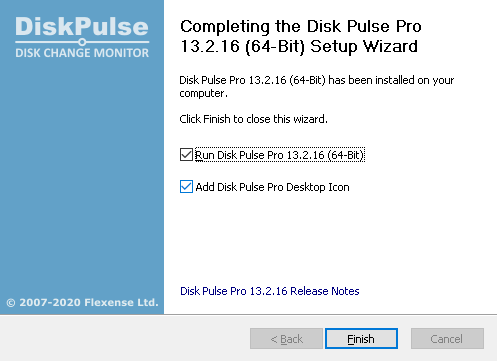 DiskPulse
DISK CHANGE MONITOR
Completing the Disk Pulse Pro
13.2.16 (64-Bit) Setup Wizard
Disk Pulse Pro 13.2.16 (64-Bit) has been installed on your
computer.
Click Finish to close this wizard.
Run Disk Pulse Pro 13.2.16 (64-Bit)
Add Disk Pulse Pro Desktop Icon
Disk Pulse Pro 13.2.16 Release Notes
© 2007-2020 Flexense Ltd.
< Back
Finish
Cancel